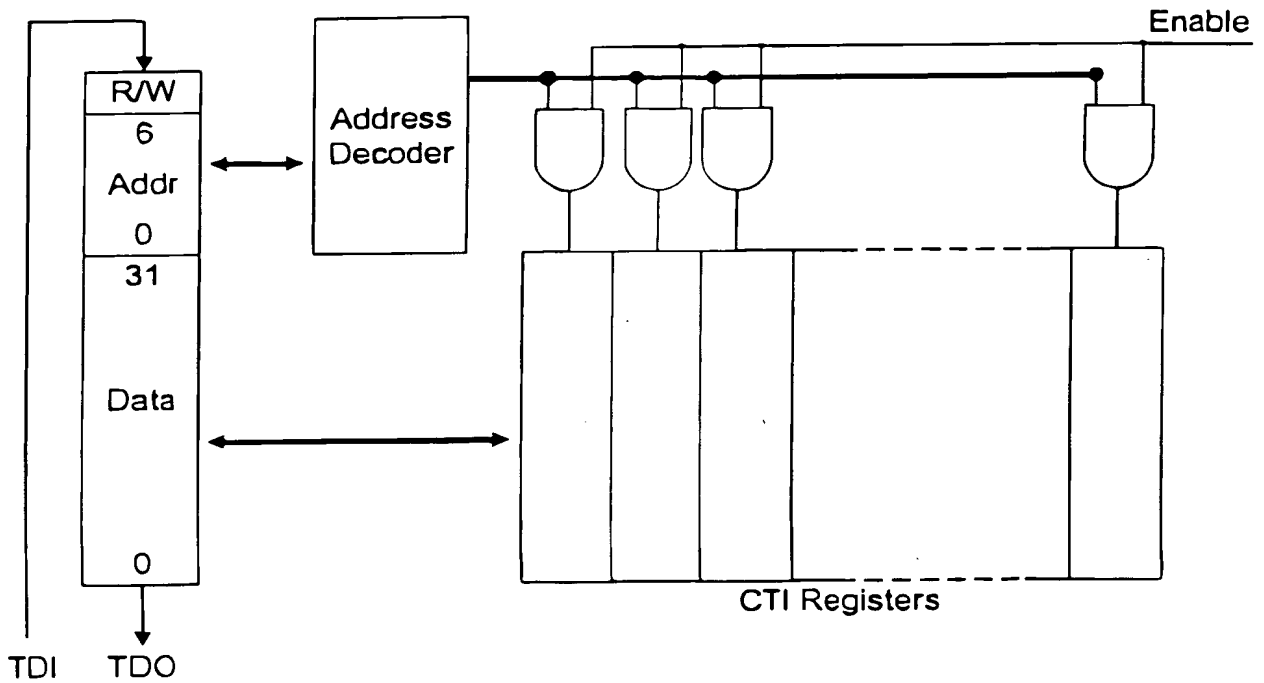 Enable
R/W
6
Addr
0
31
Data
0
Address
Decoder
CTI Registers
TDI
TDO